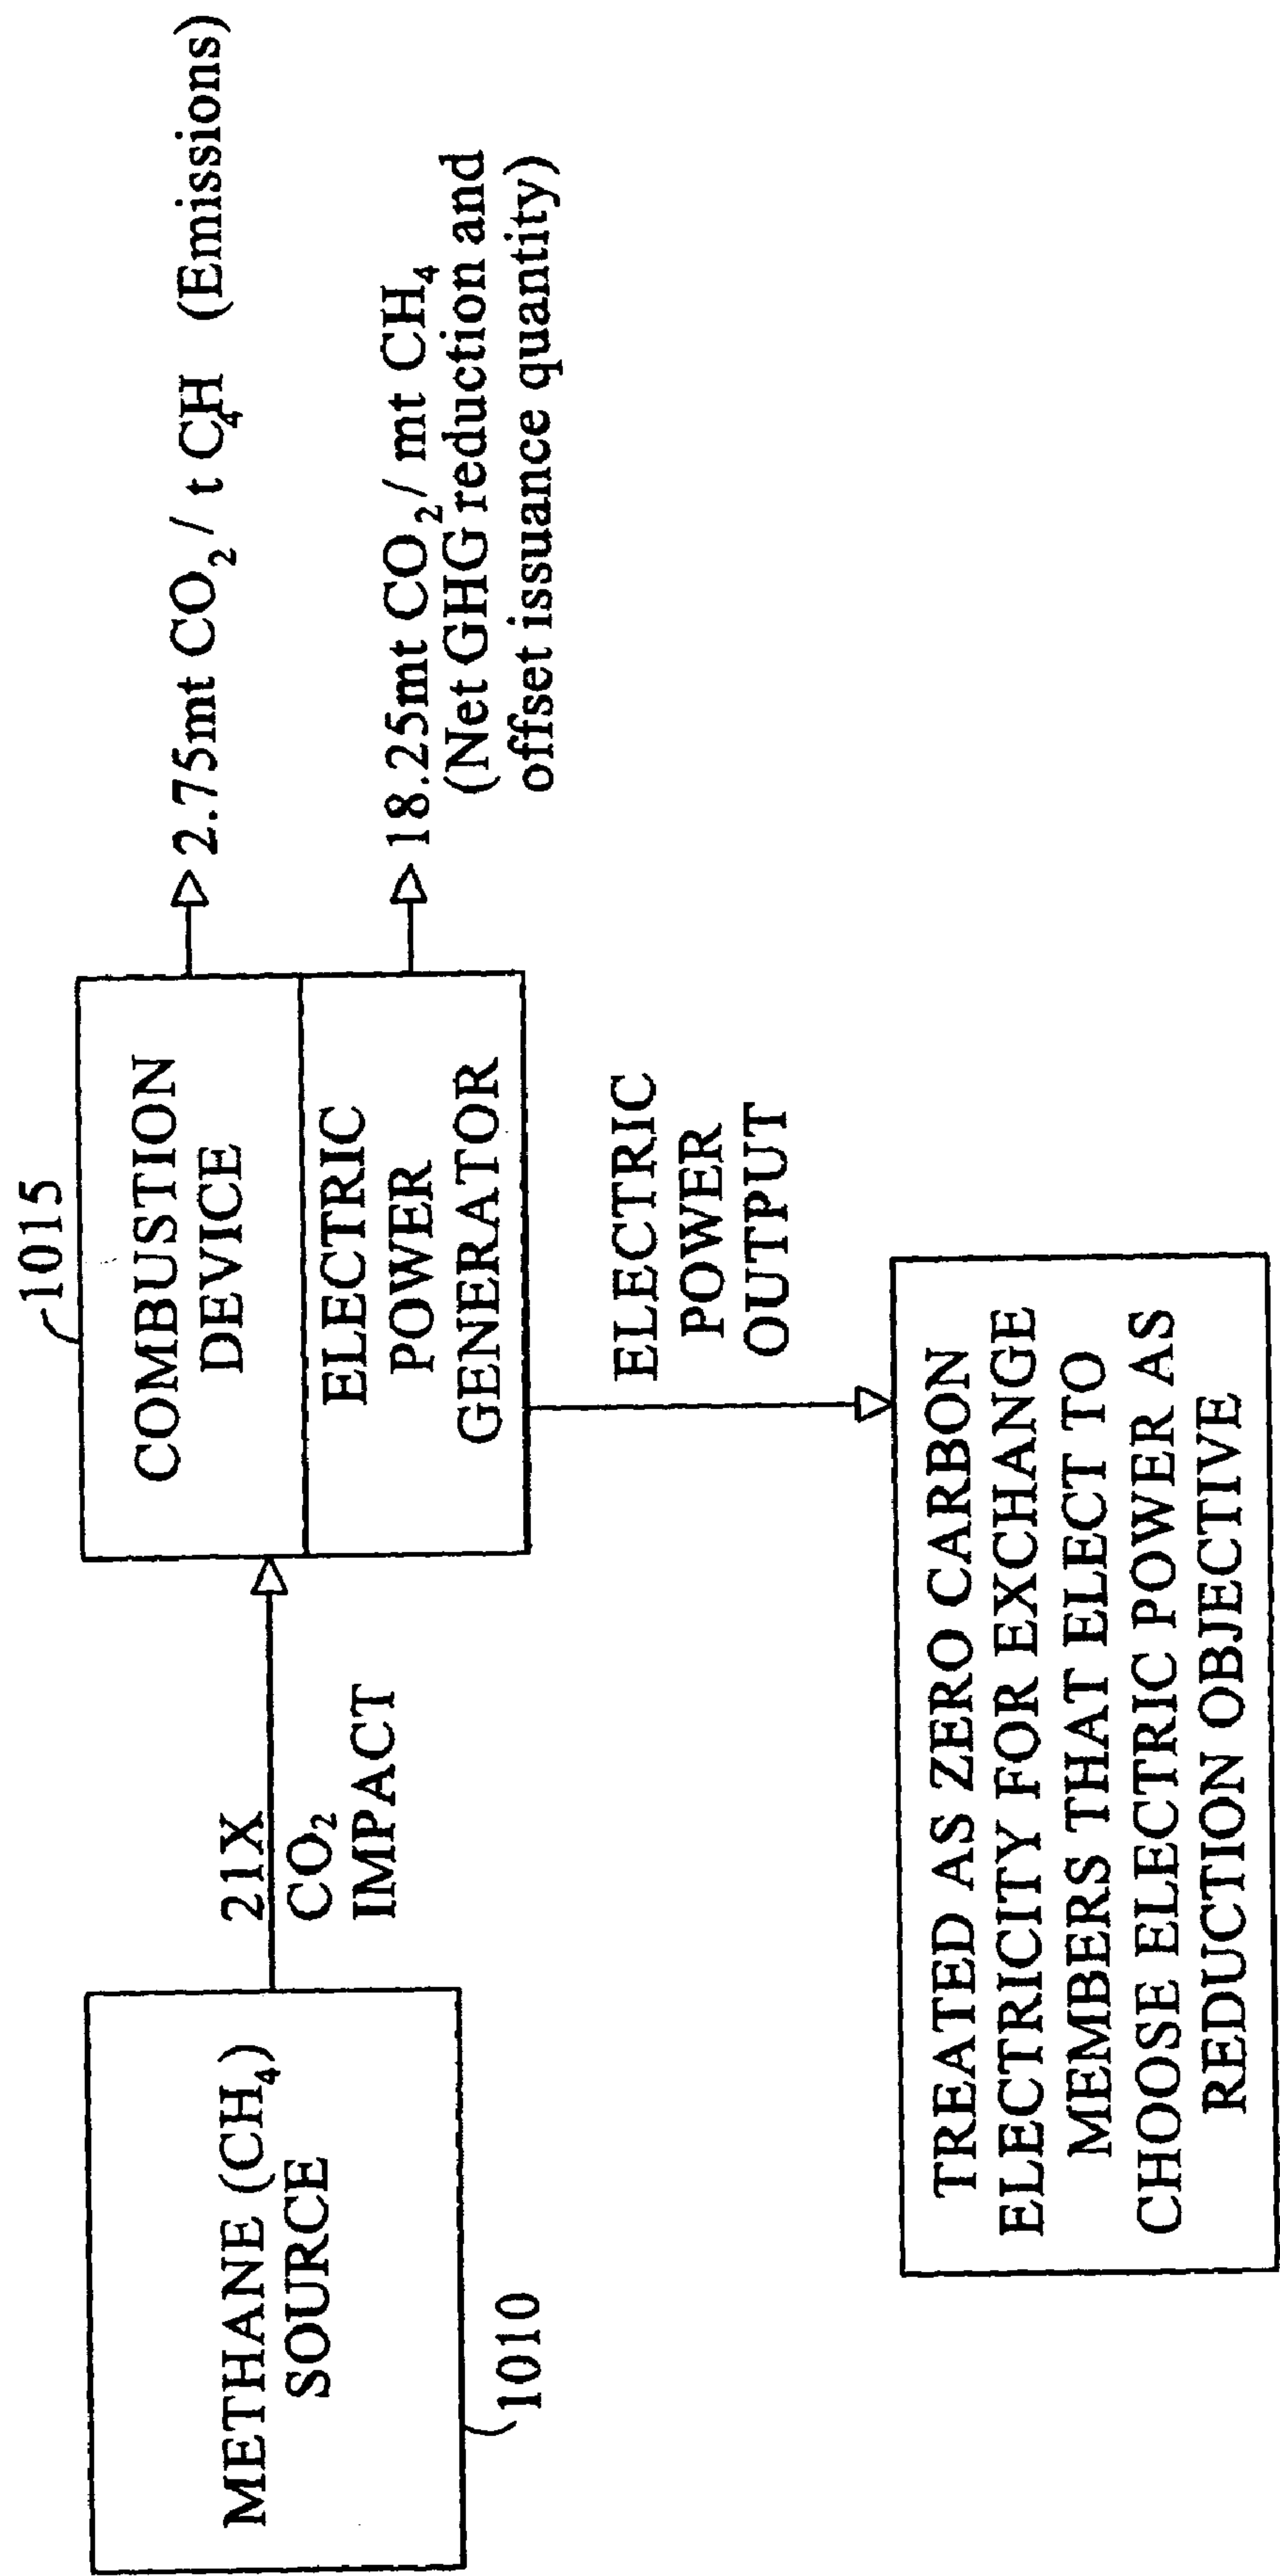 METHANE (CH₄)
SOURCE
1010
21X
CO₂
IMPACT
1015
COMBUSTION
DEVICE
ELECTRIC
POWER
GENERATOR
2.75mt CO₂ / t CH₄ (Emissions)
18.25mt CO₂ / mt CH₄
(Net GHG reduction and
offset issuance quantity)
ELECTRIC
POWER
OUTPUT
TREATED AS ZERO CARBON
ELECTRICITY FOR EXCHANGE
MEMBERS THAT ELECT TO
CHOOSE ELECTRIC POWER AS
REDUCTION OBJECTIVE